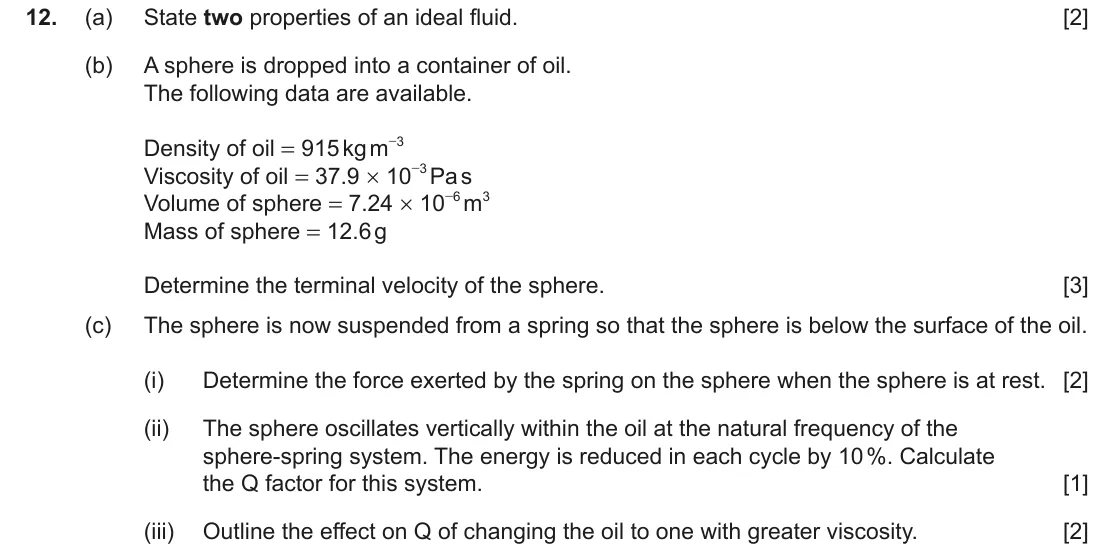 12. (a) State two properties of an ideal fluid. [2]
(b) A sphere is dropped into a container of oil.
The following data are available.
Density of oil = 915 kg m⁻³
Viscosity of oil = 37.9 × 10⁻³ Pa s
Volume of sphere = 7.24 × 10⁻⁶ m³
Mass of sphere = 12.6 g
Determine the terminal velocity of the sphere. [3]
(c) The sphere is now suspended from a spring so that the sphere is below the surface of the oil.
(i) Determine the force exerted by the spring on the sphere when the sphere is at rest. [2]
(ii) The sphere oscillates vertically within the oil at the natural frequency of the
sphere-spring system. The energy is reduced in each cycle by 10 %. Calculate
the Q factor for this system. [1]
(iii) Outline the effect on Q of changing the oil to one with greater viscosity. [2]